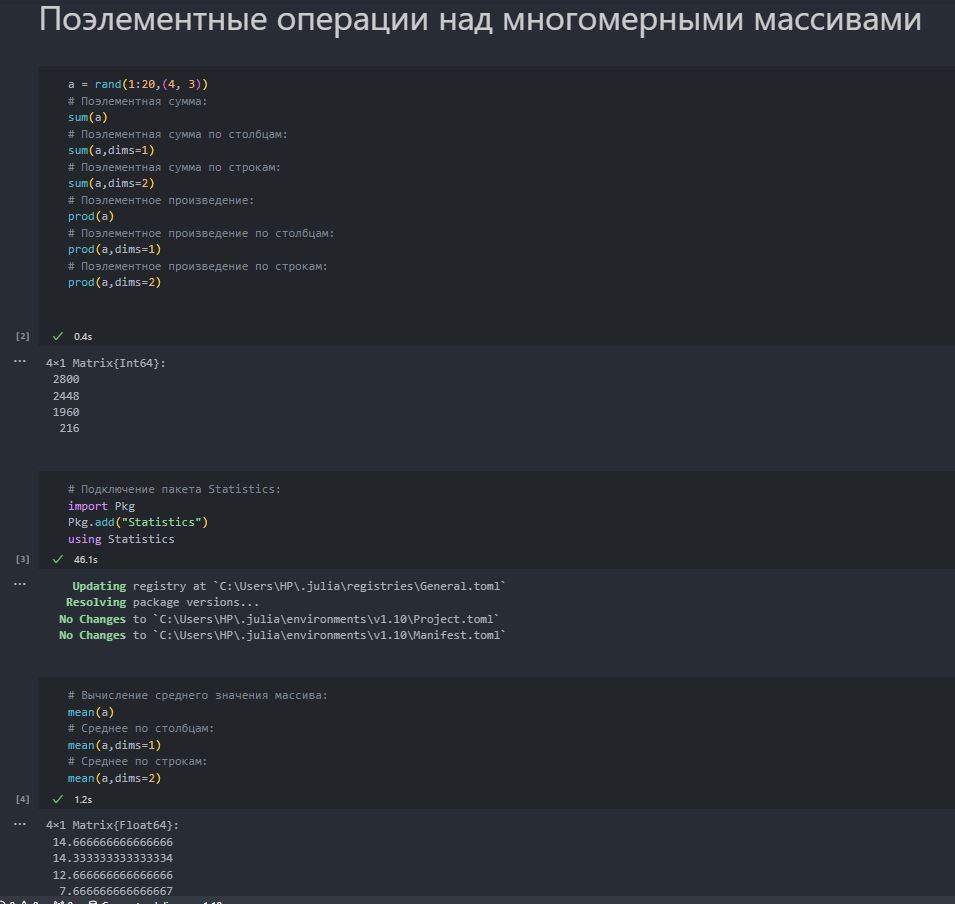 Поэлементные операции над многомерными массивами
a = rand(1:20,(4, 3))
# Поэлементная сумма:
sum(a)
# Поэлементная сумма по столбцам:
sum(a,dims=1)
# Поэлементная сумма по строкам:
sum(a,dims=2)
# Поэлементное произведение:
prod(a)
# Поэлементное произведение по столбцам:
prod(a,dims=1)
# Поэлементное произведение по строкам:
prod(a,dims=2)
[2] ✓ 0.4s
... 4×1 Matrix{Int64}:
2800
2448
1960
216
# Подключение пакета Statistics:
import Pkg
Pkg.add("Statistics")
using Statistics
[3] ✓ 46.1s
... Updating registry at `C:\Users\HP\.julia\registries\General.toml`
Resolving package versions...
No Changes to `C:\Users\HP\.julia\environments\v1.10\Project.toml`
No Changes to `C:\Users\HP\.julia\environments\v1.10\Manifest.toml`
# Вычисление среднего значения массива:
mean(a)
# Среднее по столбцам:
mean(a,dims=1)
# Среднее по строкам:
mean(a,dims=2)
[4] ✓ 1.2s
... 4×1 Matrix{Float64}:
14.666666666666666
14.333333333333334
12.666666666666666
7.666666666666667